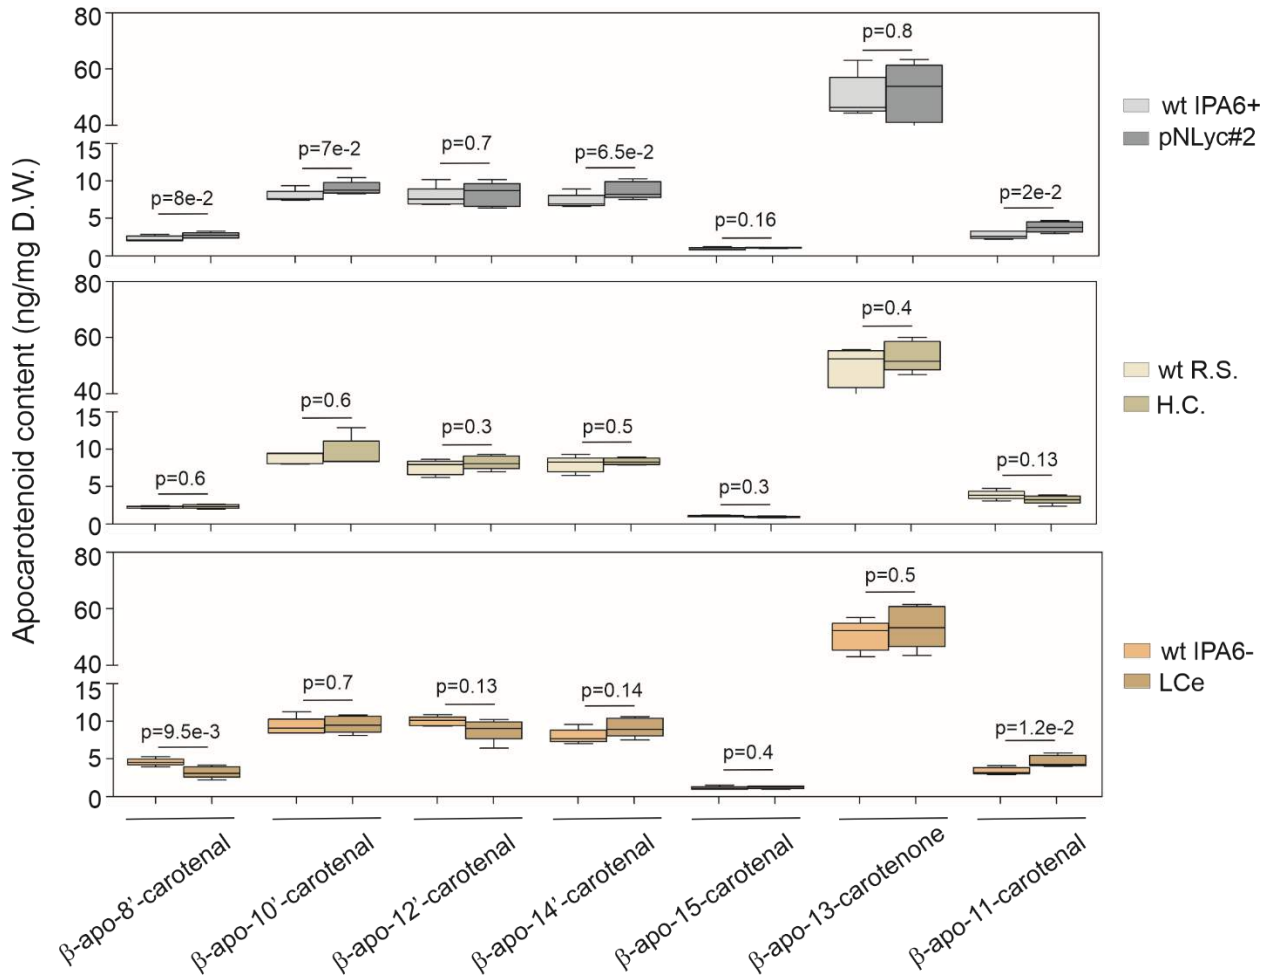 Apocarotenoid content (ng/mg D.W.)
80
60
40
15
10
5
0
p=8e-2
p=7e-2
p=0.7
p=6.5e-2
p=0.16
p=0.8
p=2e-2
wt IPA6+
pNLyc#2
80
60
40
15
10
5
0
p=0.6
p=0.6
p=0.3
p=0.5
p=0.3
p=0.4
p=0.13
wt R.S.
H.C.
80
60
40
15
10
5
0
p=9.5e-3
p=0.7
p=0.13
p=0.14
p=0.4
p=0.5
p=1.2e-2
wt IPA6-
LCe
β-apo-8’-carotenal
β-apo-10’-carotenal
β-apo-12’-carotenal
β-apo-14’-carotenal
β-apo-15-carotenal
β-apo-13-carotenone
β-apo-11-carotenal